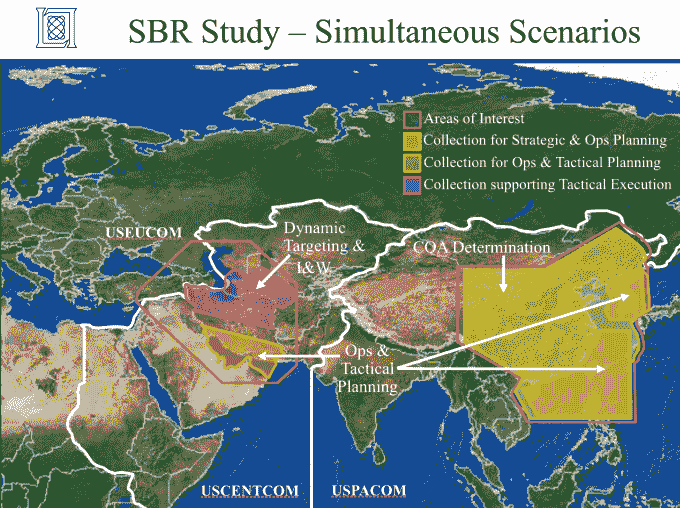 SBR Study – Simultaneous Scenarios
Areas of Interest
Collection for Strategic & Ops Planning
Collection for Ops & Tactical Planning
Collection supporting Tactical Execution
USEUCOM
Dynamic
Targeting &
I&W
COA Determination
Ops &
Tactical
Planning
USCENTCOM
USPACOM